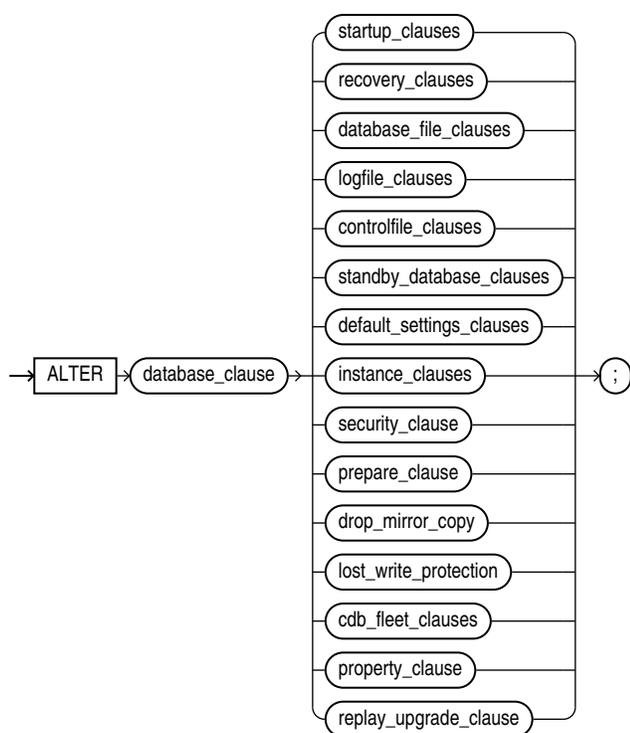 startup_clauses
recovery_clauses
database_file_clauses
logfile_clauses
controlfile_clauses
standby_database_clauses
default_settings_clauses
ALTER database_clause instance_clauses ;
security_clause
prepare_clause
drop_mirror_copy
lost_write_protection
cdb_fleet_clauses
property_clause
replay_upgrade_clause